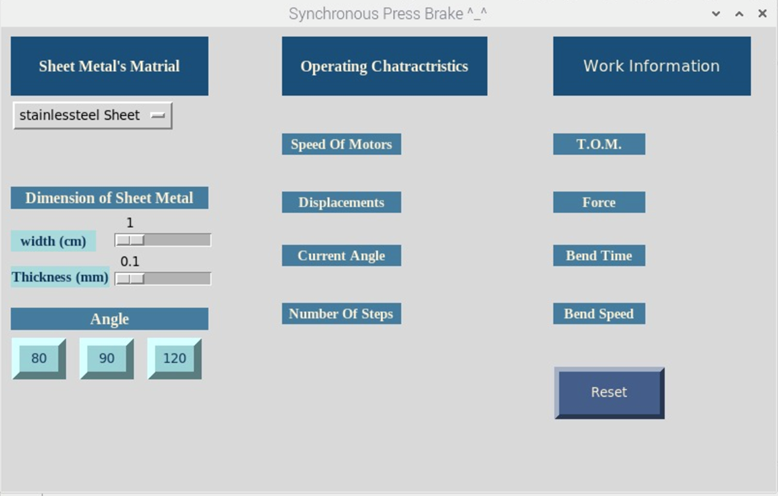 Synchronous Press Brake ^_^
Sheet Metal's Matrial
Operating Chatractristics
Work Information
stainlessteel Sheet
Speed Of Motors
T.O.M.
Dimension of Sheet Metal
Displacements
Force
1
width (cm)
Current Angle
Bend Time
0.1
Thickness (mm)
Angle
Number Of Steps
Bend Speed
80
90
120
Reset